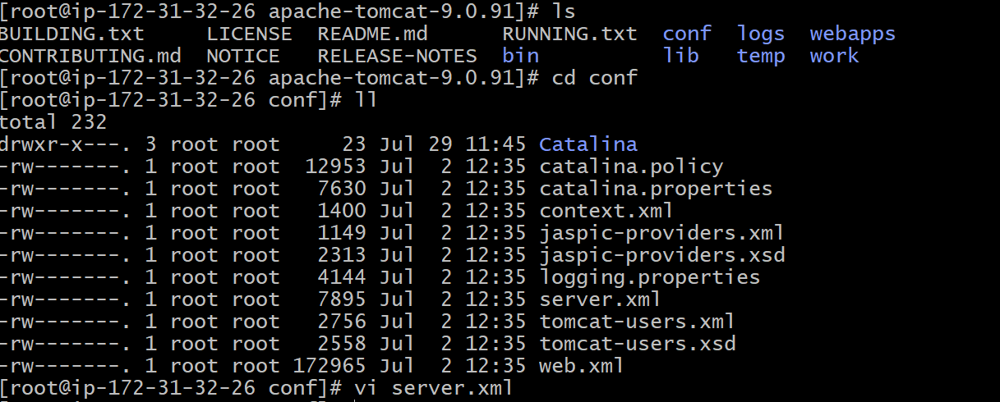 [root@ip-172-31-32-26 apache-tomcat-9.0.91]# ls
BUILDING.txt     LICENSE  README.md      RUNNING.txt  conf  logs  webapps
CONTRIBUTING.md  NOTICE   RELEASE-NOTES  bin          lib   temp  work
[root@ip-172-31-32-26 apache-tomcat-9.0.91]# cd conf
[root@ip-172-31-32-26 conf]# ll
total 232
drwxr-x---. 3 root root     23 Jul 29 11:45 Catalina
-rw-------. 1 root root  12953 Jul  2 12:35 catalina.policy
-rw-------. 1 root root   7630 Jul  2 12:35 catalina.properties
-rw-------. 1 root root   1400 Jul  2 12:35 context.xml
-rw-------. 1 root root   1149 Jul  2 12:35 jaspic-providers.xml
-rw-------. 1 root root   2313 Jul  2 12:35 jaspic-providers.xsd
-rw-------. 1 root root   4144 Jul  2 12:35 logging.properties
-rw-------. 1 root root   7895 Jul  2 12:35 server.xml
-rw-------. 1 root root   2756 Jul  2 12:35 tomcat-users.xml
-rw-------. 1 root root   2558 Jul  2 12:35 tomcat-users.xsd
-rw-------. 1 root root 172965 Jul  2 12:35 web.xml
[root@ip-172-31-32-26 conf]# vi server.xml